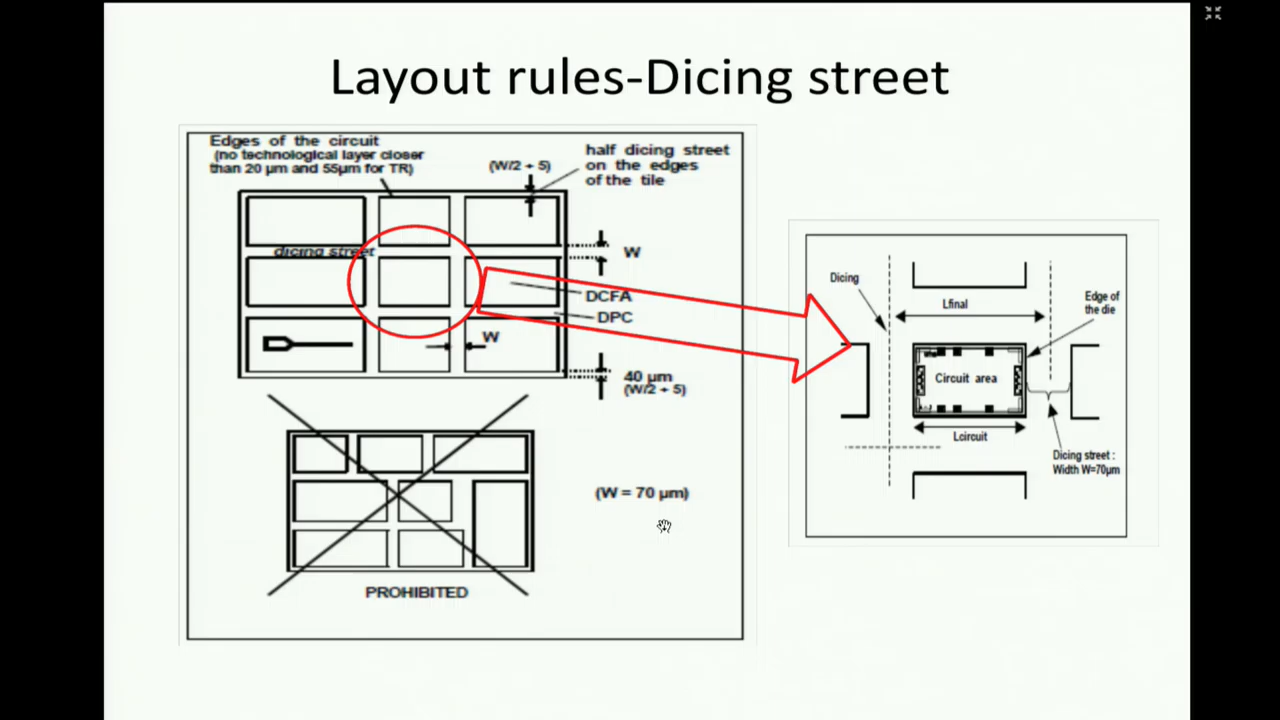 Layout rules-Dicing street
Edges of the circuit
(no technological layer closer
than 20 µm and 55µm for TR)
(W/2 + 5)
half dicing street
on the edges
of the tile
dicing street
W
DCFA
DPC
W
40 µm
(W/2 + 5)
(W = 70 µm)
PROHIBITED
Dicing
Lfinal
Edge of
the die
Circuit area
Lcircuit
Dicing street :
Width W=70µm